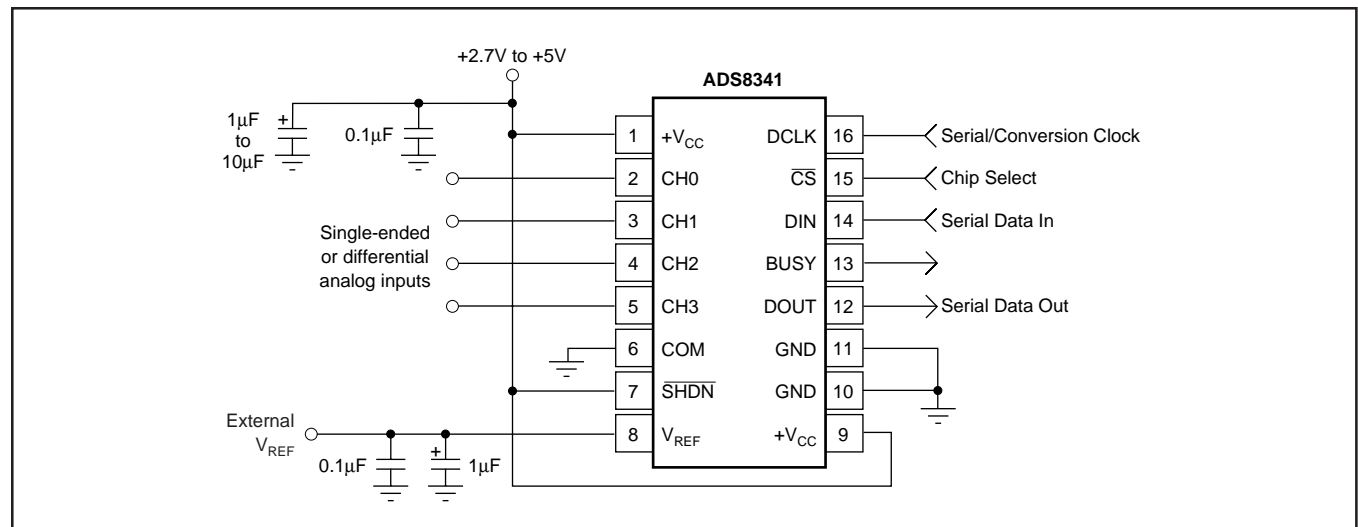 +2.7V to +5V
ADS8341
1µF
to
10µF
+
0.1µF
1 +VCC
DCLK 16
Serial/Conversion Clock
2 CH0
CS 15
Chip Select
3 CH1
DIN 14
Serial Data In
Single-ended
or differential
analog inputs
4 CH2
BUSY 13
5 CH3
DOUT 12
Serial Data Out
6 COM
GND 11
7 SHDN
GND 10
External
VREF
8 VREF
+VCC 9
0.1µF
+
1µF